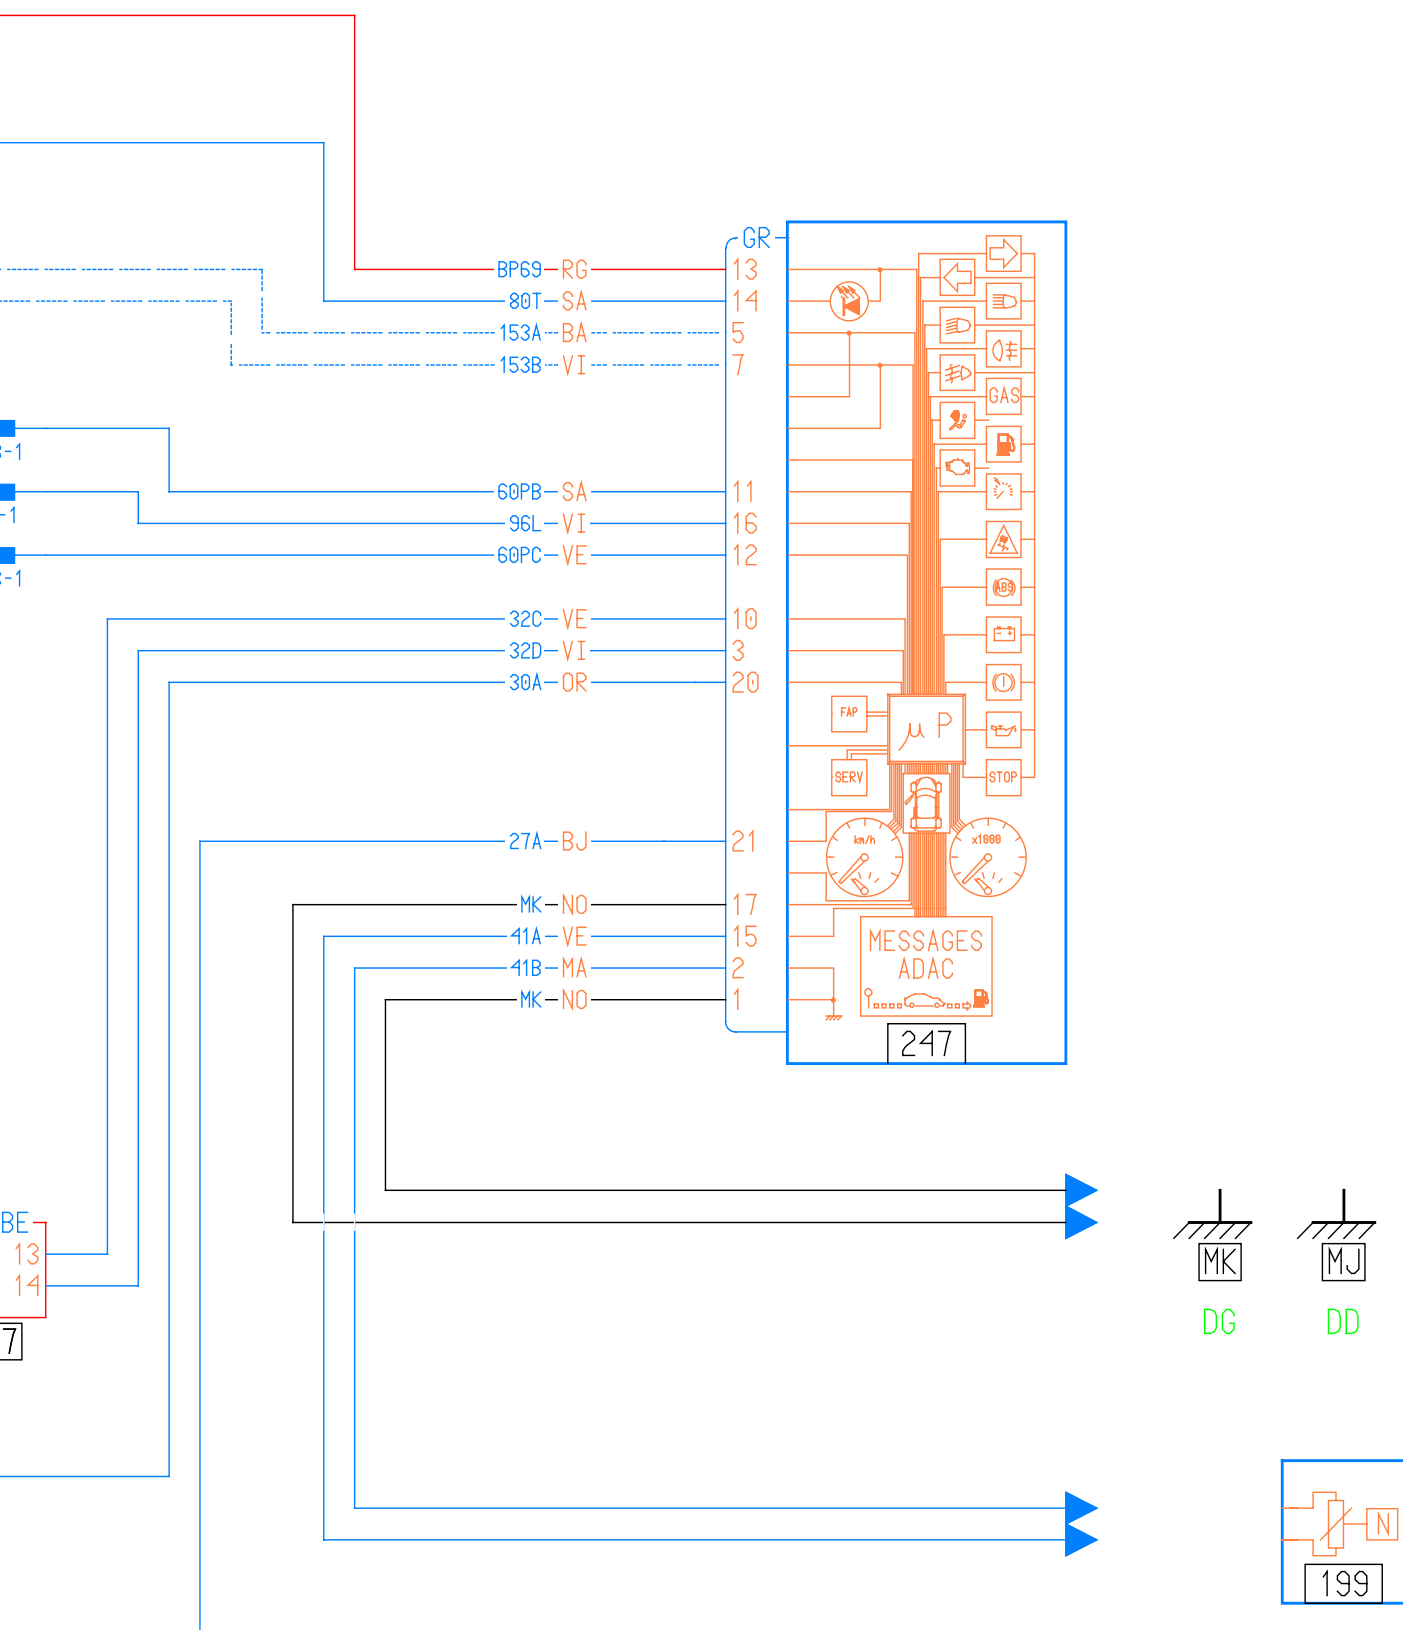 GR
BP69 RG 13
80T SA 14
153A BA 5
153B VI 7
GAS
-1
60PB SA 11
-1
96L VI 16
60PC VE 12
-1
ABS
32C VE 10
32D VI 3
30A OR 20
FAP
µP
SERV
STOP
27A BJ 21
km/h
x1000
MK NO 17
41A VE 15
41B MA 2
MK NO 1
MESSAGES
ADAC
247
BE
13
14
7
MK
MJ
DG
DD
N
199